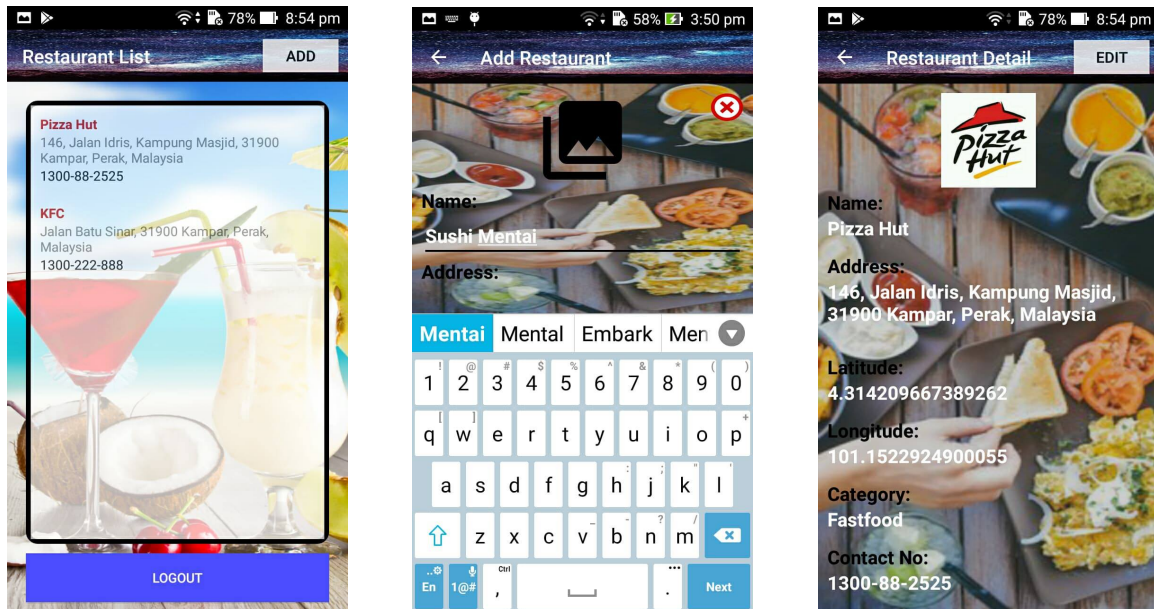 78% 8:54 pm
Restaurant List
ADD
Pizza Hut
146, Jalan Idris, Kampung Masjid, 31900
Kampar, Perak, Malaysia
1300-88-2525
KFC
Jalan Batu Sinar, 31900 Kampar, Perak,
Malaysia
1300-222-888
LOGOUT
58% 3:50 pm
Add Restaurant
Name:
Sushi Mentai
Address:
Mentai Mental Embark Men
! @ # $ % ^ & * ( )
1 2 3 4 5 6 7 8 9 0
[ ] +
q w e r t y u i o p
: ; " '
a s d f g h j k l
_ - ? /
z x c v b n m
Ctrl
En 1@# , . Next
78% 8:54 pm
Restaurant Detail
EDIT
Pizza
Hut
Name:
Pizza Hut
Address:
146, Jalan Idris, Kampung Masjid,
31900 Kampar, Perak, Malaysia
Latitude:
4.314209667389262
Longitude:
101.1522924900055
Category:
Fastfood
Contact No:
1300-88-2525